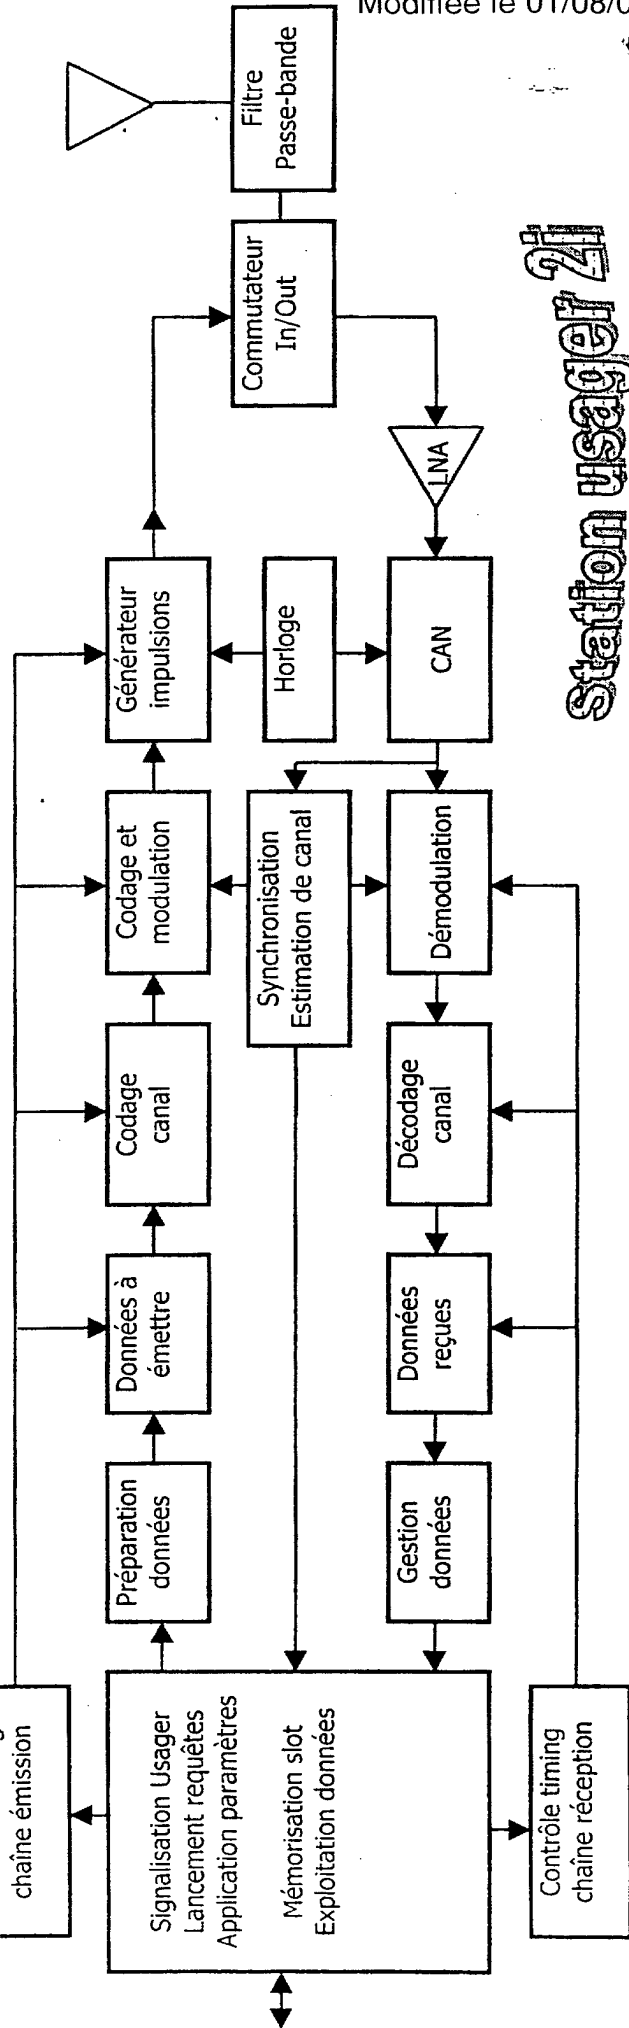 Modifiée le 01/08/0
Filtre
Passe-bande
Commutateur
In/Out
LNA
Générateur
impulsions
Horloge
CAN
Codage et
modulation
Synchronisation
Estimation de canal
Démodulation
Codage
canal
Décodage
canal
Données à
émettre
Données
reçues
Préparation
données
Gestion
données
chaîne émission
Signalisation Usager
Lancement requêtes
Application paramètres
Mémorisation slot
Exploitation données
Contrôle timing
chaîne réception
Station usager 2i